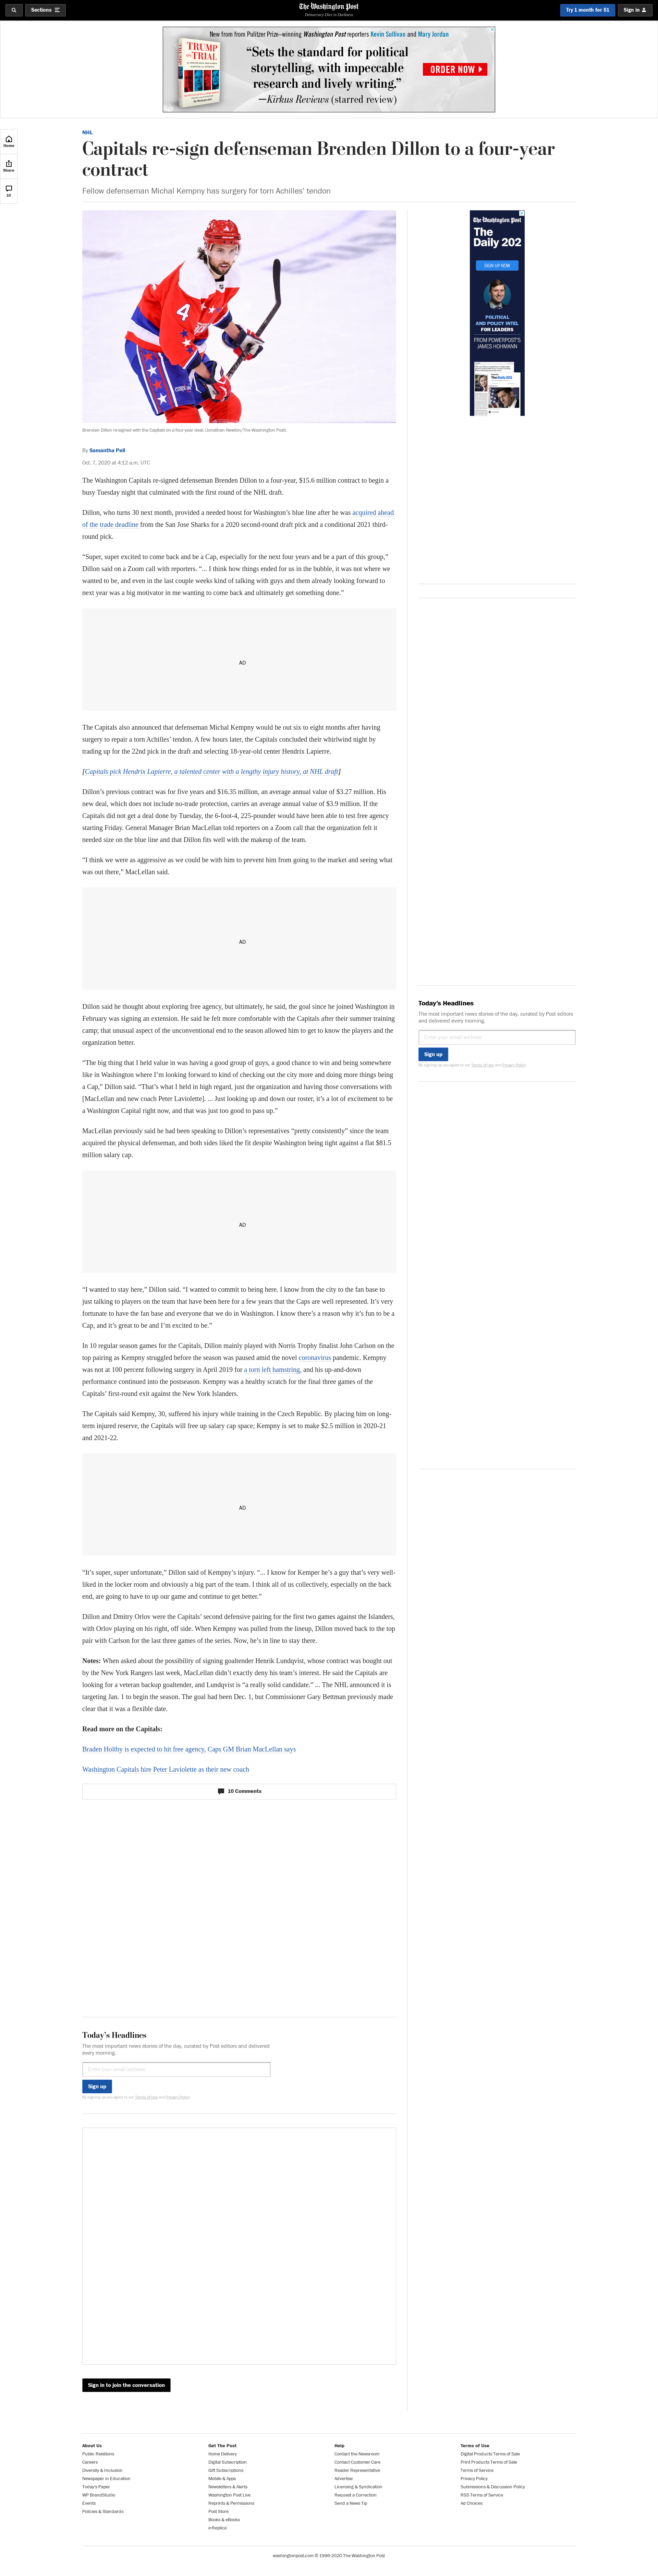 Sections
The Washington Post
Democracy Dies in Darkness
Try 1 month for $1
Sign in
New from from Pulitzer Prize–winning Washington Post reporters Kevin Sullivan and Mary Jordan
TRUMP
ON
TRIAL
“Sets the standard for political
storytelling, with impeccable
research and lively writing.”
—Kirkus Reviews (starred review)
ORDER NOW
Home
Share
10
NHL
Capitals re-sign defenseman Brenden Dillon to a four-year
contract
Fellow defenseman Michal Kempny has surgery for torn Achilles’ tendon
Brenden Dillon re-signed with the Capitals on a four-year deal. (Jonathan Newton/The Washington Post)
The Washington Post
The
Daily 202
SIGN UP NOW
POLITICAL
AND POLICY INTEL
FOR LEADERS
FROM POWERPOST'S
JAMES HOHMANN
By Samantha Pell
Oct. 7, 2020 at 4:12 a.m. UTC
The Washington Capitals re-signed defenseman Brenden Dillon to a four-year, $15.6 million contract to begin a
busy Tuesday night that culminated with the first round of the NHL draft.
Dillon, who turns 30 next month, provided a needed boost for Washington’s blue line after he was acquired ahead
of the trade deadline from the San Jose Sharks for a 2020 second-round draft pick and a conditional 2021 third-
round pick.
“Super, super excited to come back and be a Cap, especially for the next four years and be a part of this group,”
Dillon said on a Zoom call with reporters. “... I think how things ended for us in the bubble, it was not where we
wanted to be, and even in the last couple weeks kind of talking with guys and them already looking forward to
next year was a big motivator in me wanting to come back and ultimately get something done.”
AD
The Capitals also announced that defenseman Michal Kempny would be out six to eight months after having
surgery to repair a torn Achilles’ tendon. A few hours later, the Capitals concluded their whirlwind night by
trading up for the 22nd pick in the draft and selecting 18-year-old center Hendrix Lapierre.
[Capitals pick Hendrix Lapierre, a talented center with a lengthy injury history, at NHL draft]
Dillon’s previous contract was for five years and $16.35 million, an average annual value of $3.27 million. His
new deal, which does not include no-trade protection, carries an average annual value of $3.9 million. If the
Capitals did not get a deal done by Tuesday, the 6-foot-4, 225-pounder would have been able to test free agency
starting Friday. General Manager Brian MacLellan told reporters on a Zoom call that the organization felt it
needed size on the blue line and that Dillon fits well with the makeup of the team.
“I think we were as aggressive as we could be with him to prevent him from going to the market and seeing what
was out there,” MacLellan said.
AD
Dillon said he thought about exploring free agency, but ultimately, he said, the goal since he joined Washington in
February was signing an extension. He said he felt more comfortable with the Capitals after their summer training
camp; that unusual aspect of the unconventional end to the season allowed him to get to know the players and the
organization better.
“The big thing that I held value in was having a good group of guys, a good chance to win and being somewhere
like in Washington where I’m looking forward to kind of checking out the city more and doing more things being
a Cap,” Dillon said. “That’s what I held in high regard, just the organization and having those conversations with
[MacLellan and new coach Peter Laviolette]. ... Just looking up and down our roster, it’s a lot of excitement to be
a Washington Capital right now, and that was just too good to pass up.”
MacLellan previously said he had been speaking to Dillon’s representatives “pretty consistently” since the team
acquired the physical defenseman, and both sides liked the fit despite Washington being tight against a flat $81.5
million salary cap.
AD
“I wanted to stay here,” Dillon said. “I wanted to commit to being here. I know from the city to the fan base to
just talking to players on the team that have been here for a few years that the Caps are well represented. It’s very
fortunate to have the fan base and everyone that we do in Washington. I know there’s a reason why it’s fun to be a
Cap, and it’s great to be and I’m excited to be.”
In 10 regular season games for the Capitals, Dillon mainly played with Norris Trophy finalist John Carlson on the
top pairing as Kempny struggled before the season was paused amid the novel coronavirus pandemic. Kempny
was not at 100 percent following surgery in April 2019 for a torn left hamstring, and his up-and-down
performance continued into the postseason. Kempny was a healthy scratch for the final three games of the
Capitals’ first-round exit against the New York Islanders.
The Capitals said Kempny, 30, suffered his injury while training in the Czech Republic. By placing him on long-
term injured reserve, the Capitals will free up salary cap space; Kempny is set to make $2.5 million in 2020-21
and 2021-22.
AD
“It’s super, super unfortunate,” Dillon said of Kempny’s injury. “... I know for Kemper he’s a guy that’s very well-
liked in the locker room and obviously a big part of the team. I think all of us collectively, especially on the back
end, are going to have to up our game and continue to get better.”
Dillon and Dmitry Orlov were the Capitals’ second defensive pairing for the first two games against the Islanders,
with Orlov playing on his right, off side. When Kempny was pulled from the lineup, Dillon moved back to the top
pair with Carlson for the last three games of the series. Now, he’s in line to stay there.
Notes: When asked about the possibility of signing goaltender Henrik Lundqvist, whose contract was bought out
by the New York Rangers last week, MacLellan didn’t exactly deny his team’s interest. He said the Capitals are
looking for a veteran backup goaltender, and Lundqvist is “a really solid candidate.” ... The NHL announced it is
targeting Jan. 1 to begin the season. The goal had been Dec. 1, but Commissioner Gary Bettman previously made
clear that it was a flexible date.
Read more on the Capitals:
Braden Holtby is expected to hit free agency, Caps GM Brian MacLellan says
Washington Capitals hire Peter Laviolette as their new coach
10 Comments
Today’s Headlines
The most important news stories of the day, curated by Post editors
and delivered every morning.
Enter your email address
Sign up
By signing up you agree to our Terms of Use and Privacy Policy
Today’s Headlines
The most important news stories of the day, curated by Post editors and delivered
every morning.
Enter your email address
Sign up
By signing up you agree to our Terms of Use and Privacy Policy
Sign in to join the conversation
About Us
Public Relations
Careers
Diversity & Inclusion
Newspaper in Education
Today's Paper
WP BrandStudio
Events
Policies & Standards
Get The Post
Home Delivery
Digital Subscription
Gift Subscriptions
Mobile & Apps
Newsletters & Alerts
Washington Post Live
Reprints & Permissions
Post Store
Books & eBooks
e-Replica
Help
Contact the Newsroom
Contact Customer Care
Reader Representative
Advertise
Licensing & Syndication
Request a Correction
Send a News Tip
Terms of Use
Digital Products Terms of Sale
Print Products Terms of Sale
Terms of Service
Privacy Policy
Submissions & Discussion Policy
RSS Terms of Service
Ad Choices
washingtonpost.com © 1996-2020 The Washington Post